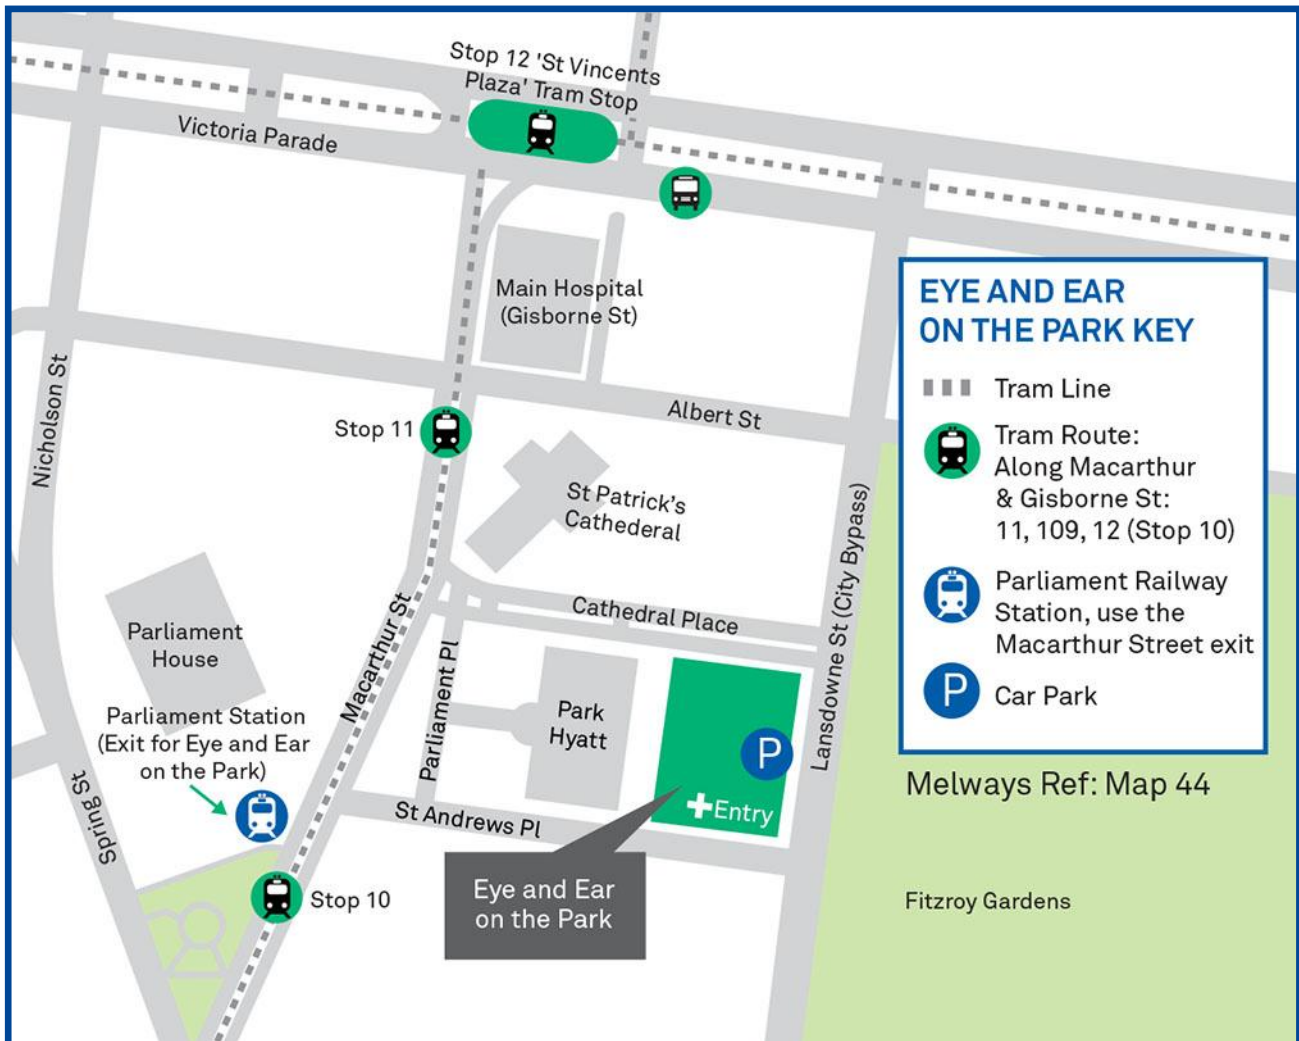 Stop 12 'St Vincents
Plaza' Tram Stop
Victoria Parade
Main Hospital
(Gisborne St)
Nicholson St
Albert St
Stop 11
St Patrick's
Cathederal
Lansdowne St (City Bypass)
Cathedral Place
Macarthur St
Parliament Pl
Parliament
House
Park
Hyatt
Parliament Station
(Exit for Eye and Ear
on the Park)
P
Entry
St Andrews Pl
Spring St
Stop 10
Eye and Ear
on the Park
EYE AND EAR
ON THE PARK KEY
Tram Line
Tram Route:
Along Macarthur
& Gisborne St:
11, 109, 12 (Stop 10)
Parliament Railway
Station, use the
Macarthur Street exit
P Car Park
Melways Ref: Map 44
Fitzroy Gardens